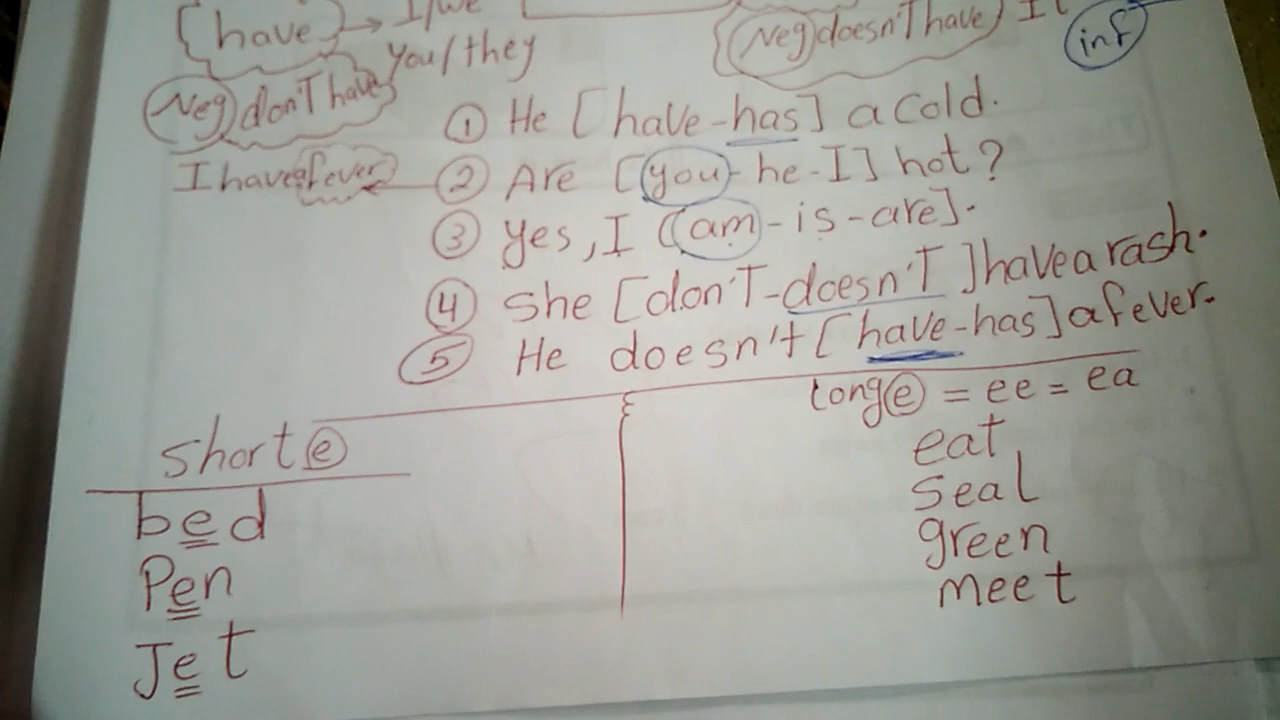 [have] → I/we
you/they
(Neg) don'T have
(Neg) doesn'T have
(inf)
① He [have-has] a cold.
I have a fever
② Are [you-he-I] hot?
③ yes, I [am-is-are].
④ She [don'T-doesn'T] have a rash.
⑤ He doesn't [have-has] a fever.
short e
bed
Pen
Jet
long e = ee = ea
eat
seal
green
meet